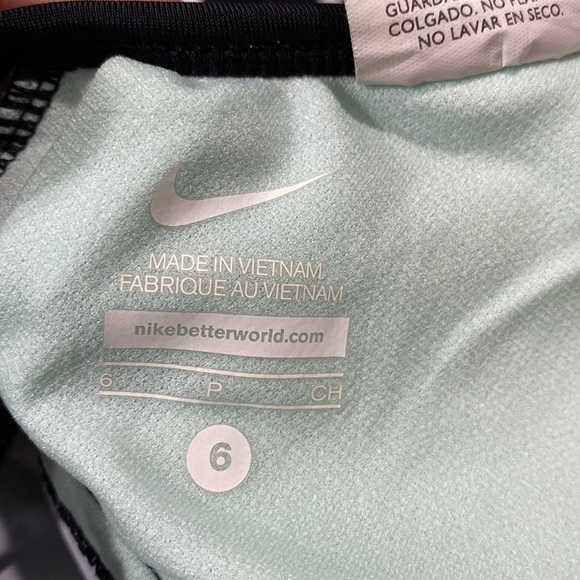 GUARDA
COLGADO. NO
NO LAVAR EN SECO.
MADE IN VIETNAM
FABRIQUE AU VIETNAM
nikebetterworld.com
6 P CH
6